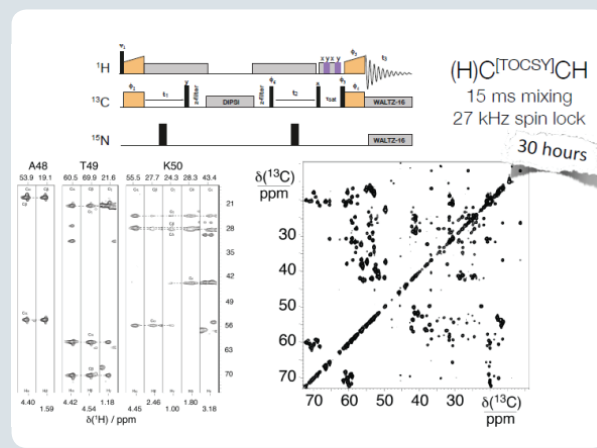 ¹H
¹³C
DIPSI
WALTZ-16
¹⁵N
WALTZ-16
(H)C[TOCSY]CH
15 ms mixing
27 kHz spin lock
30 hours
A48 T49 K50
53.9 19.1 60.5 69.9 21.6 55.5 27.7 24.3 28.3 43.4
21
28
35
42
49
56
63
70
4.40 4.42 1.18 4.45 1.00 3.18
1.59 4.54 2.46 1.70
δ(¹H) / ppm
δ(¹³C)
ppm
30
40
50
60
70
70 50 30
δ(¹³C)
ppm